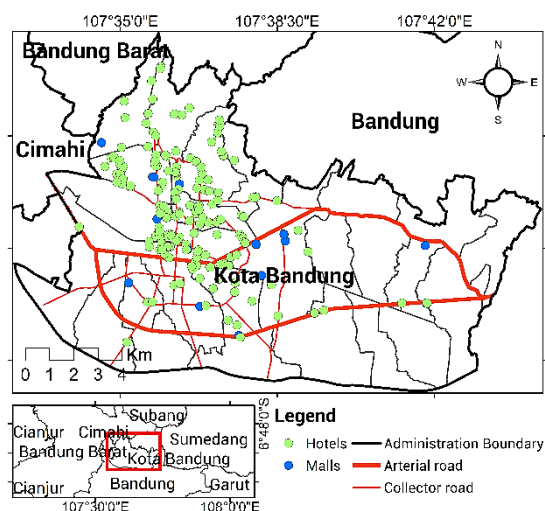 107°35'0"E 107°38'30"E 107°42'0"E
Bandung Barat
N
W E
S
Bandung
Cimahi
Kota Bandung
Km
0 1 2 3 4
Subang
Cianjur Cimahi
Sumedang
Bandung Barat
Kota Bandung
Bandung
Cianjur
Garut
107°30'0"E 108°0'0"E
6°48'0"S
Legend
Hotels
Administration Boundary
Malls
Arterial road
Collector road